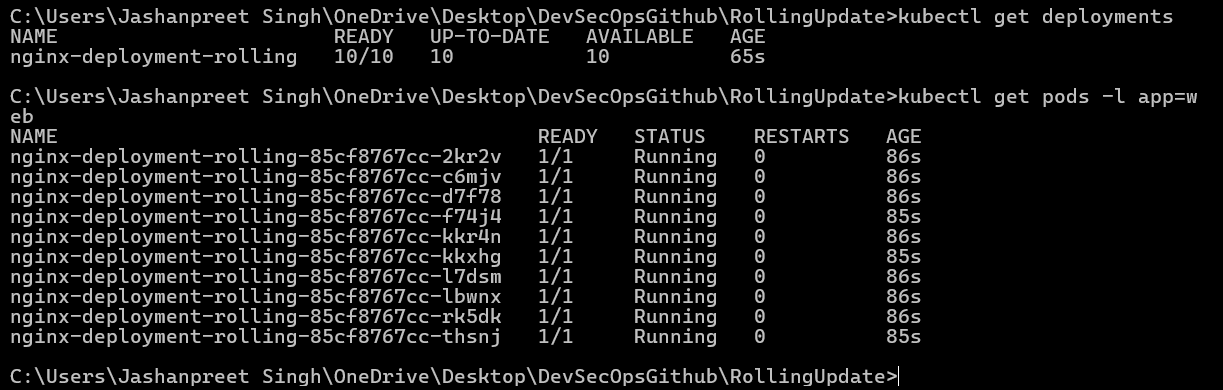 C:\Users\Jashanpreet Singh\OneDrive\Desktop\DevSecOpsGithub\RollingUpdate>kubectl get deployments
NAME                       READY   UP-TO-DATE   AVAILABLE   AGE
nginx-deployment-rolling   10/10   10           10          65s
C:\Users\Jashanpreet Singh\OneDrive\Desktop\DevSecOpsGithub\RollingUpdate>kubectl get pods -l app=w
eb
NAME                                        READY   STATUS    RESTARTS   AGE
nginx-deployment-rolling-85cf8767cc-2kr2v   1/1     Running   0          86s
nginx-deployment-rolling-85cf8767cc-c6mjv   1/1     Running   0          86s
nginx-deployment-rolling-85cf8767cc-d7f78   1/1     Running   0          86s
nginx-deployment-rolling-85cf8767cc-f74j4   1/1     Running   0          85s
nginx-deployment-rolling-85cf8767cc-kkr4n   1/1     Running   0          86s
nginx-deployment-rolling-85cf8767cc-kkxhg   1/1     Running   0          85s
nginx-deployment-rolling-85cf8767cc-l7dsm   1/1     Running   0          86s
nginx-deployment-rolling-85cf8767cc-lbwnx   1/1     Running   0          86s
nginx-deployment-rolling-85cf8767cc-rk5dk   1/1     Running   0          86s
nginx-deployment-rolling-85cf8767cc-thsnj   1/1     Running   0          85s
C:\Users\Jashanpreet Singh\OneDrive\Desktop\DevSecOpsGithub\RollingUpdate>